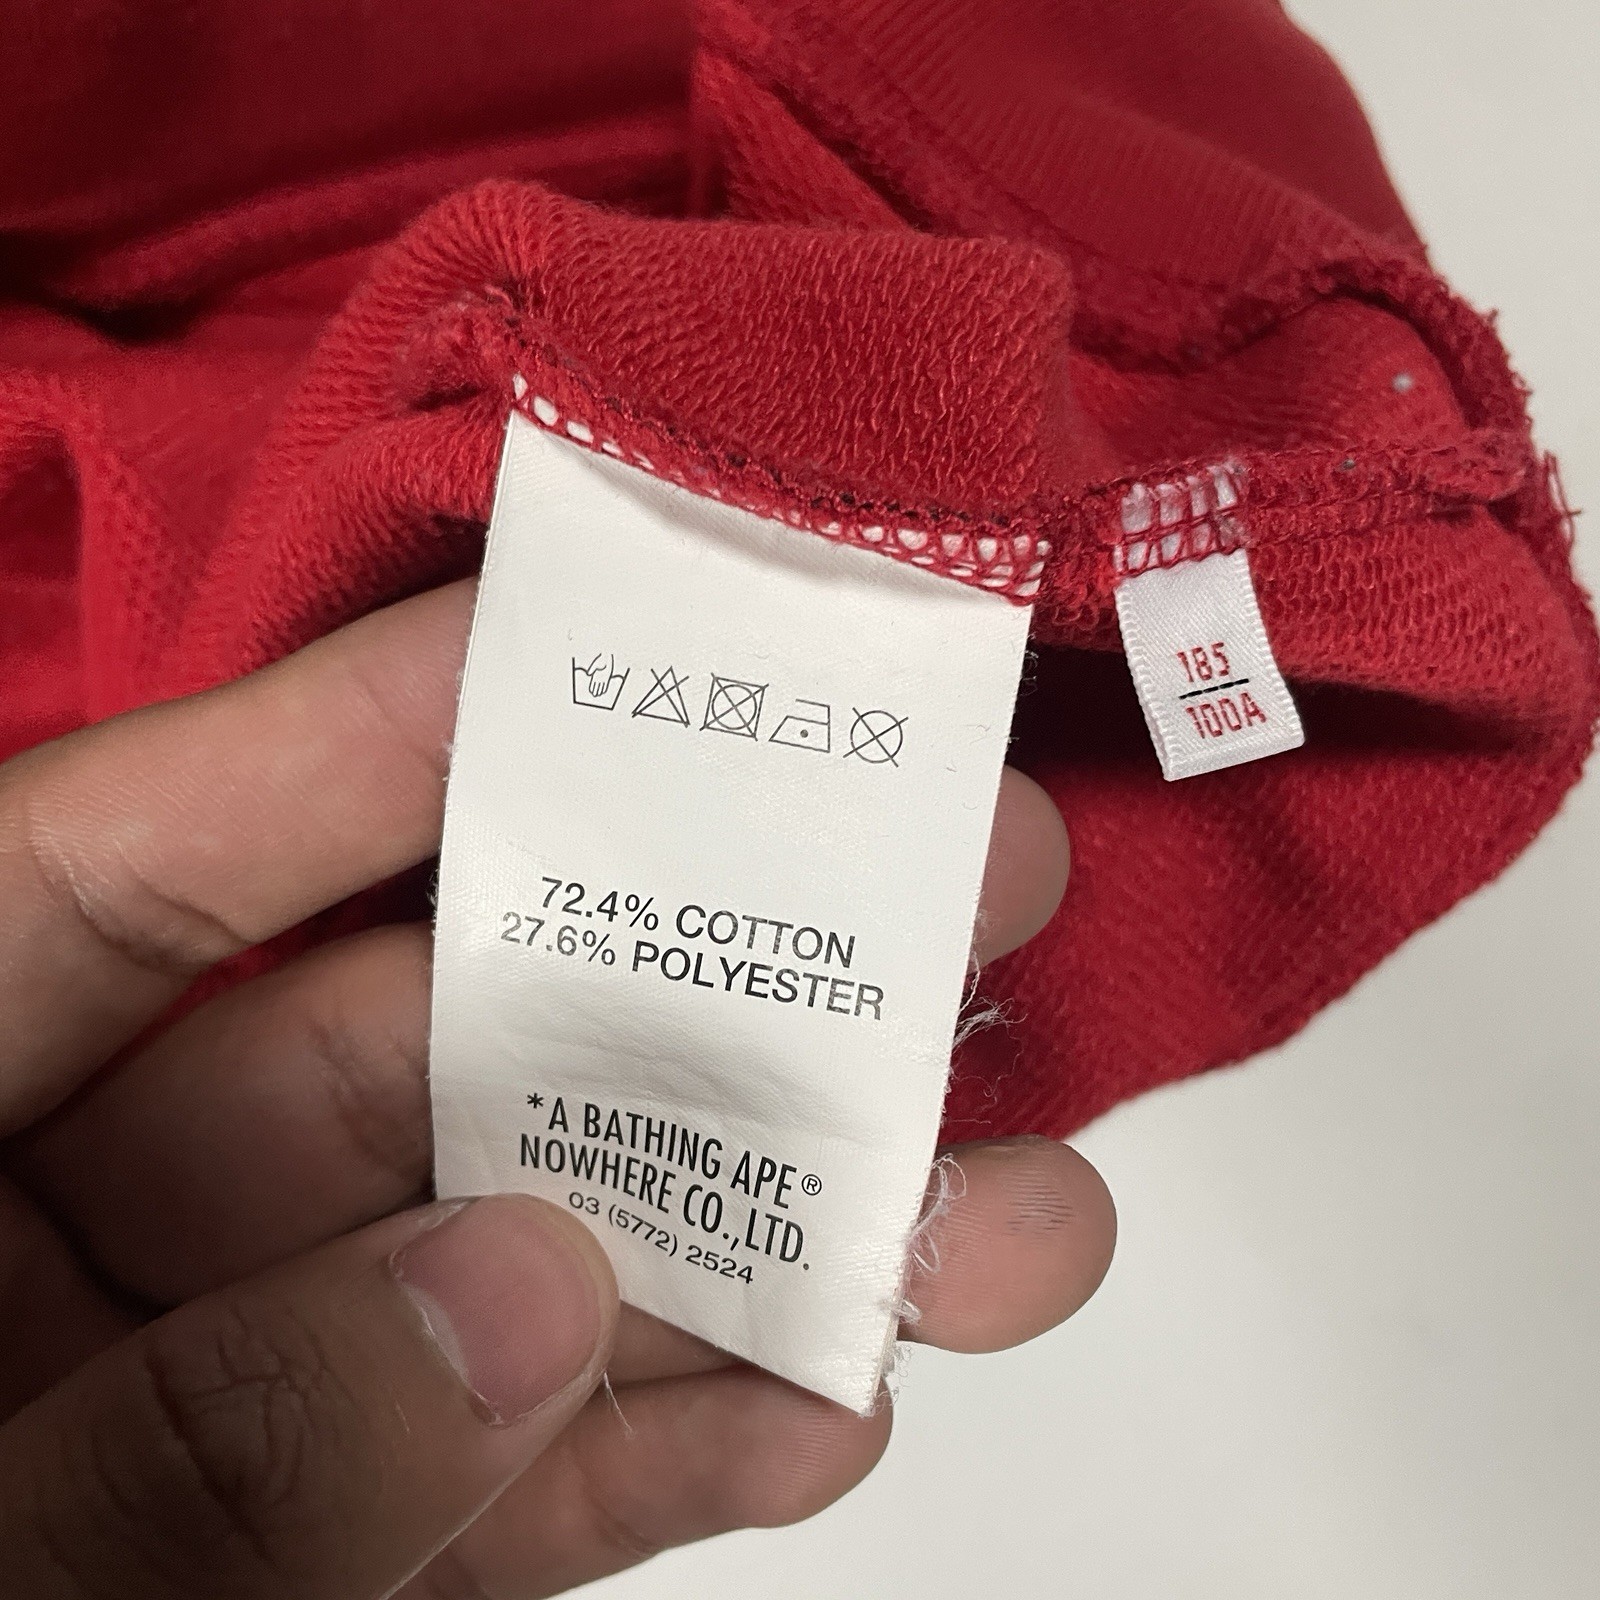 72.4% COTTON
27.6% POLYESTER
*A BATHING APE®
NOWHERE CO.,LTD.
03 (5772) 2524
185
100A